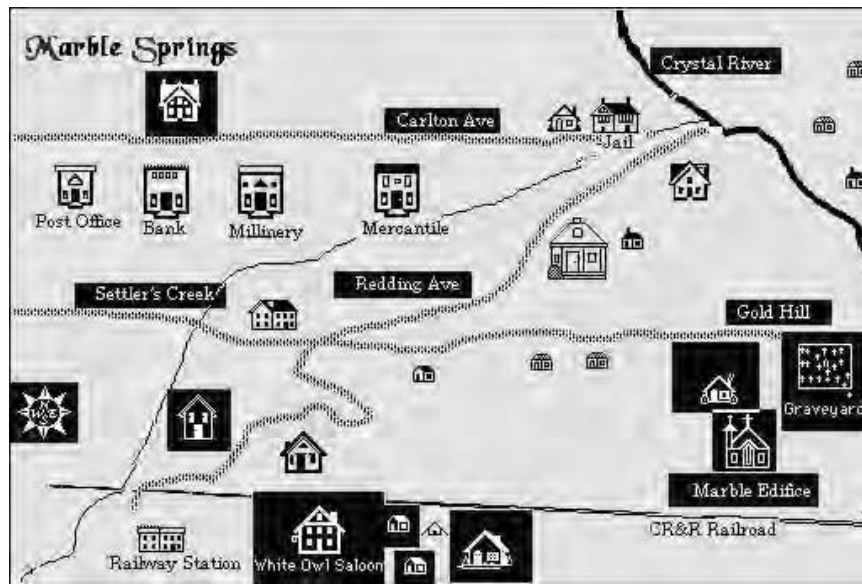 Marble Springs
Crystal River
Carlton Ave
Jail
Post Office
Bank
Millinery
Mercantile
Settler's Creek
Redding Ave
Gold Hill
N
W E
S
Graveyard
Marble Edifice
CR&R Railroad
Railway Station
White Owl Saloon